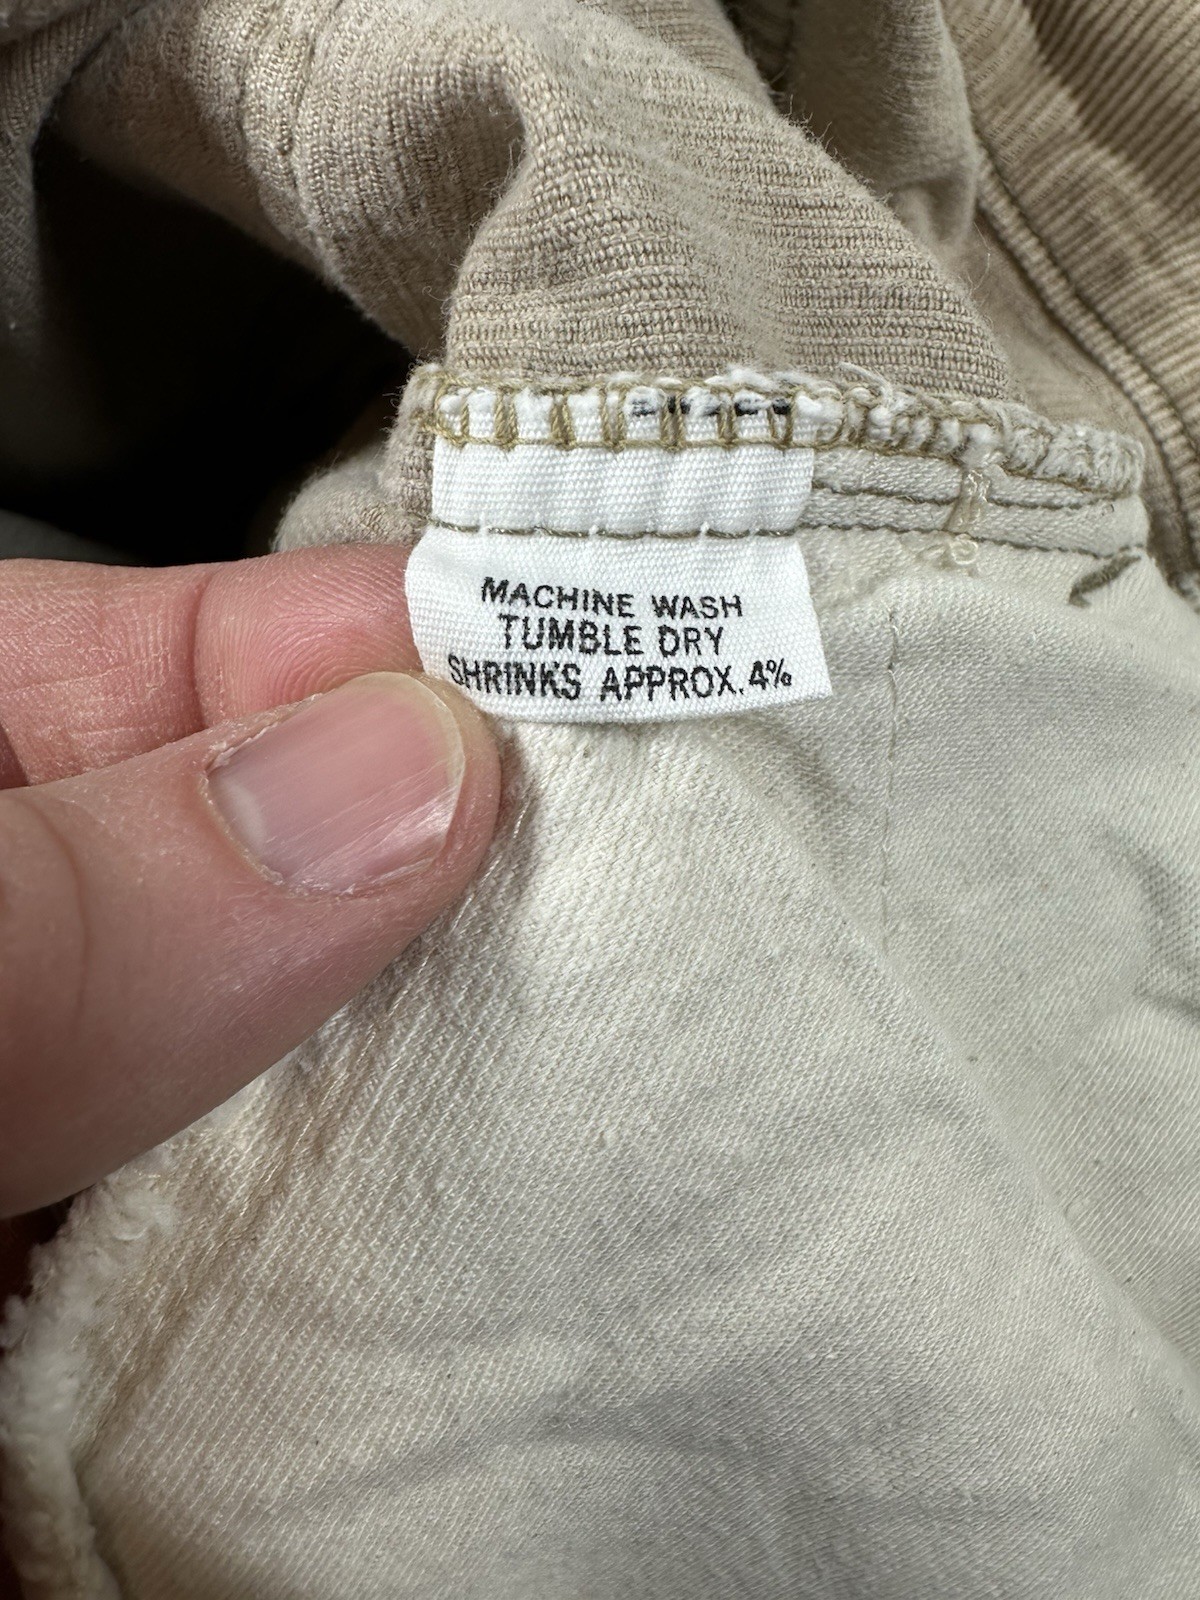 MACHINE WASH
TUMBLE DRY
SHRINKS APPROX. 4%